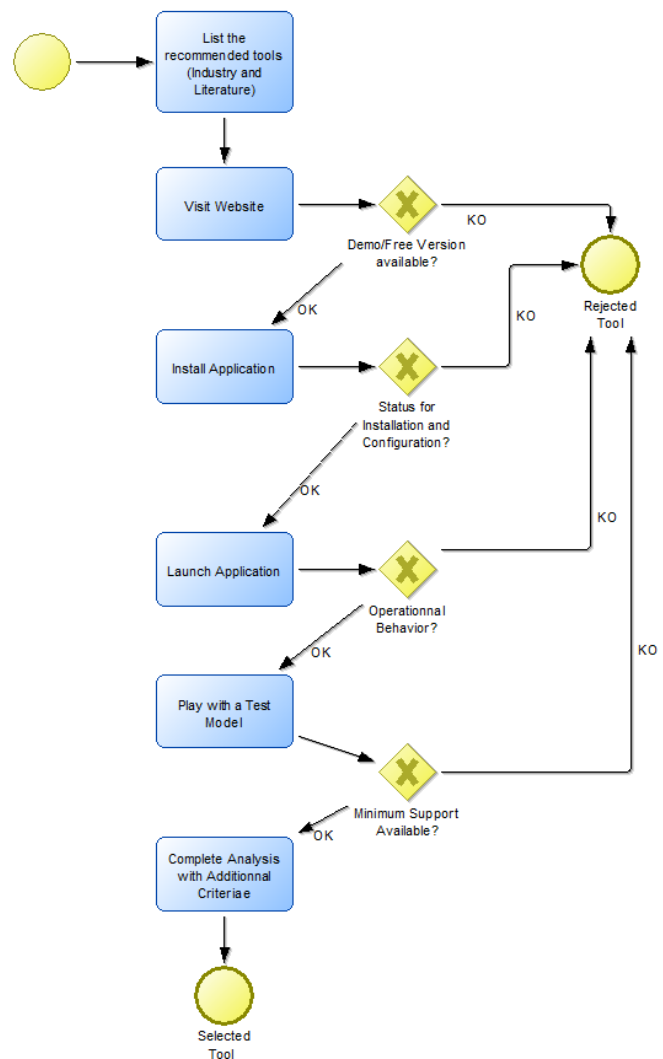 List the
recommended tools
(Industry and
Literature)
Visit Website
KO
Demo/Free Version
available?
Rejected
Tool
OK
KO
Install Application
Status for
Installation and
Configuration?
OK
KO
Launch Application
Operationnal
Behavior?
OK
KO
Play with a Test
Model
Minimum Support
Available?
OK
Complete Analysis
with Additionnal
Criteriae
Selected
Tool